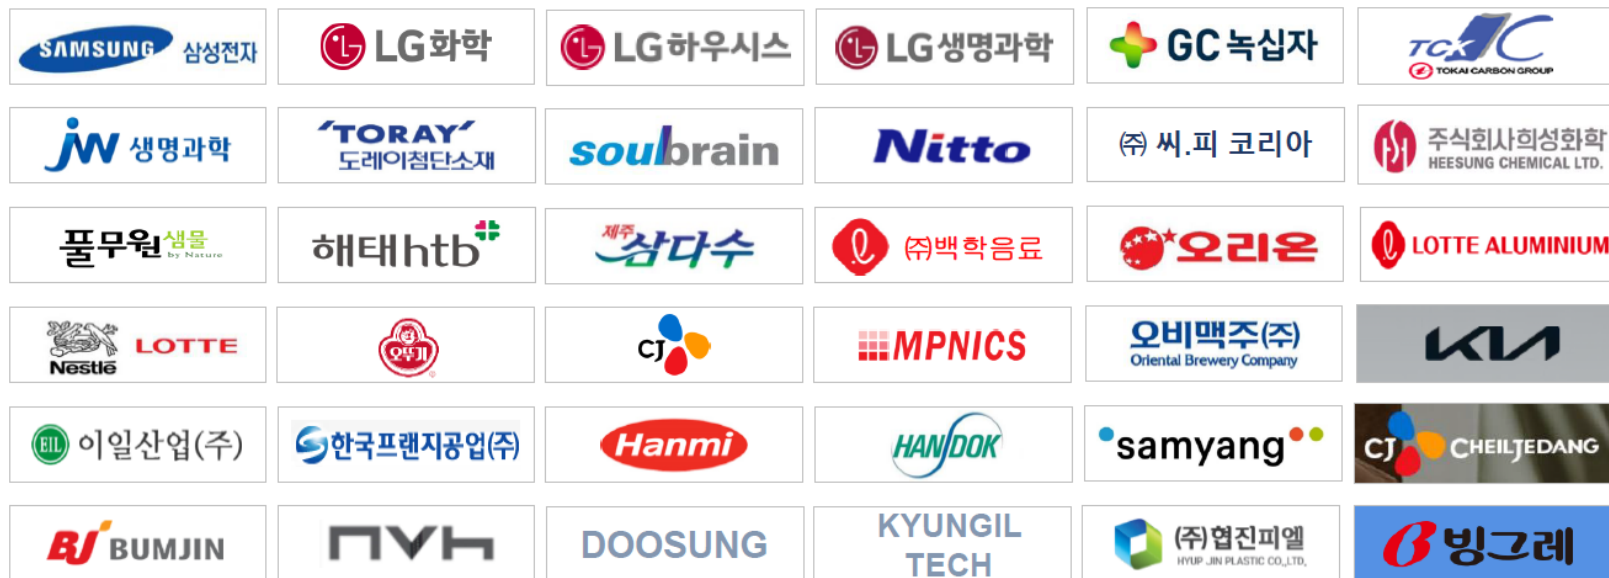 SAMSUNG 삼성전자
LG화학
LG하우시스
LG생명과학
GC녹십자
TCK
TOKAI CARBON GROUP
JW 생명과학
TORAY
도레이첨단소재
soulbrain
Nitto
㈜ 씨.피 코리아
주식회사희성화학
HEESUNG CHEMICAL LTD.
풀무원샘물
by Nature
해태htb
제주
삼다수
㈜백학음료
오리온
LOTTE ALUMINIUM
Nestlé
LOTTE
오뚜기
CJ
MPNICS
오비맥주(주)
Oriental Brewery Company
KIA
EIL 이일산업(주)
한국프랜지공업(주)
Hanmi
HANDOK
samyang
CJ CHEILJEDANG
BJ BUMJIN
nvh
DOOSUNG
KYUNGIL
TECH
(주)협진피엘
HYUP JIN PLASTIC CO.,LTD,
빙그레